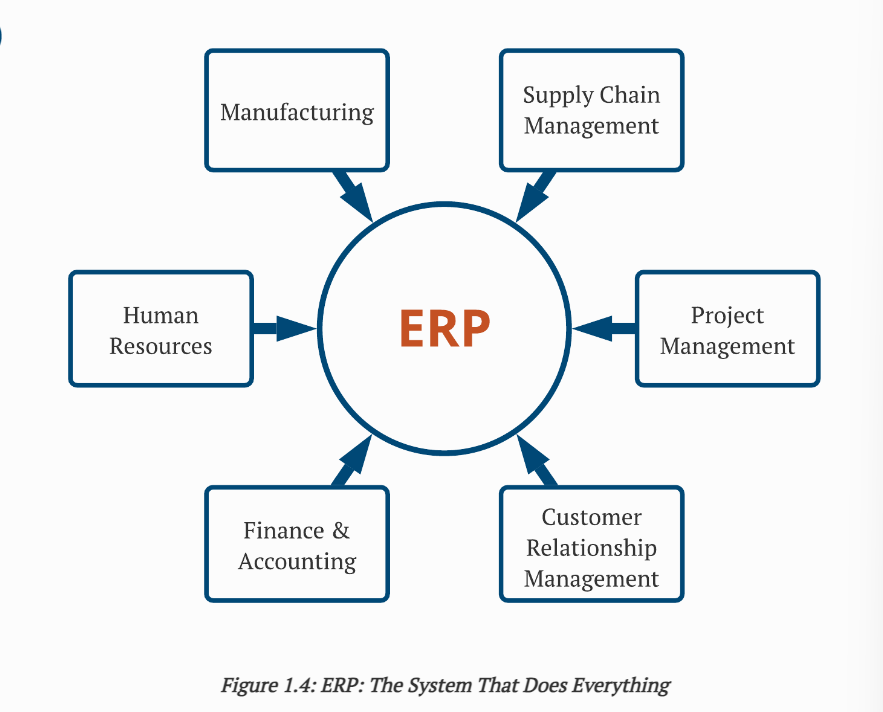 Manufacturing
Supply Chain
Management
Human
Resources
ERP
Project
Management
Finance &
Accounting
Customer
Relationship
Management
Figure 1.4: ERP: The System That Does Everything